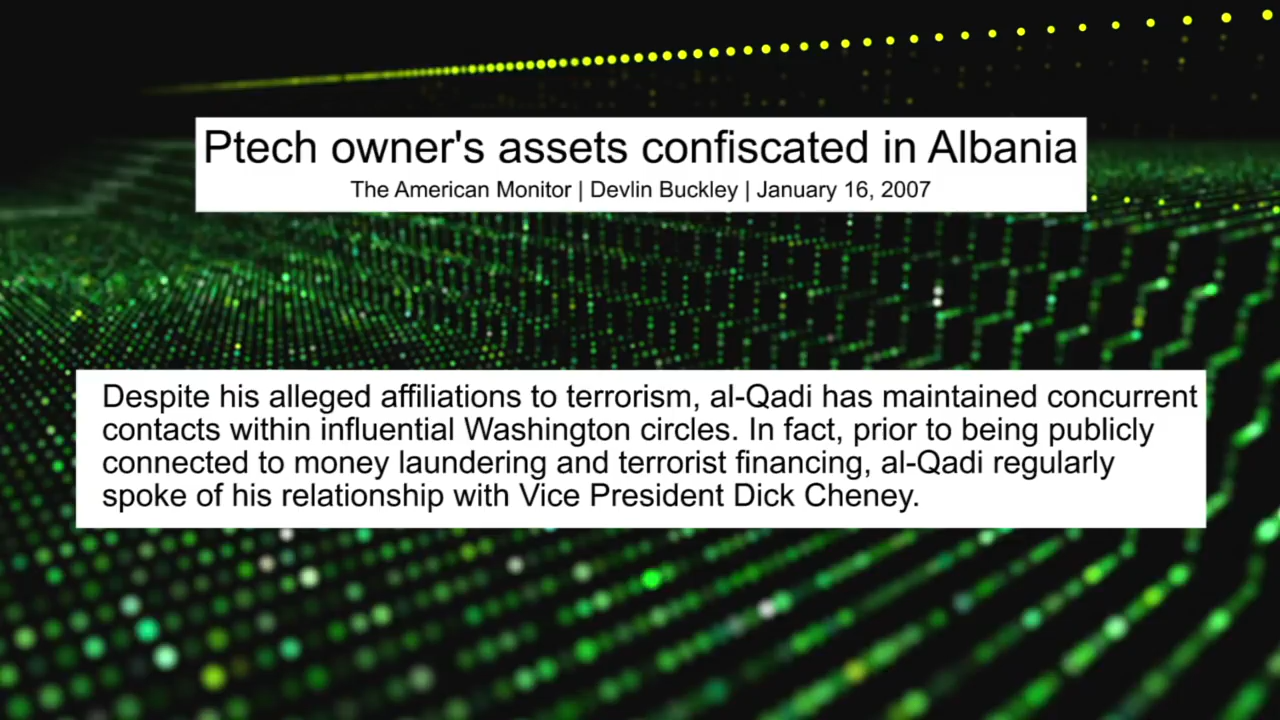 Ptech owner's assets confiscated in Albania
The American Monitor | Devlin Buckley | January 16, 2007
Despite his alleged affiliations to terrorism, al-Qadi has maintained concurrent
contacts within influential Washington circles. In fact, prior to being publicly
connected to money laundering and terrorist financing, al-Qadi regularly
spoke of his relationship with Vice President Dick Cheney.